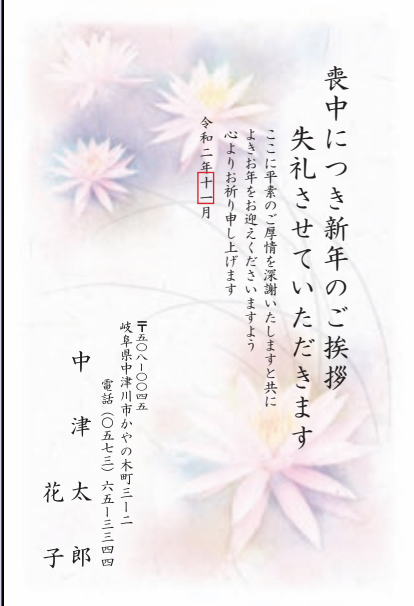 喪中につき新年のご挨拶
失礼させていただきます
ここに平素のご厚情を深謝いたしますと共に
よきお年をお迎えくださいますよう
心よりお祈り申し上げます
令和二年十一月
〒五〇八―〇〇四五
岐阜県中津川市かやの木町三―二
電話（〇五七三）六五―三三四四
中津太郎
花子